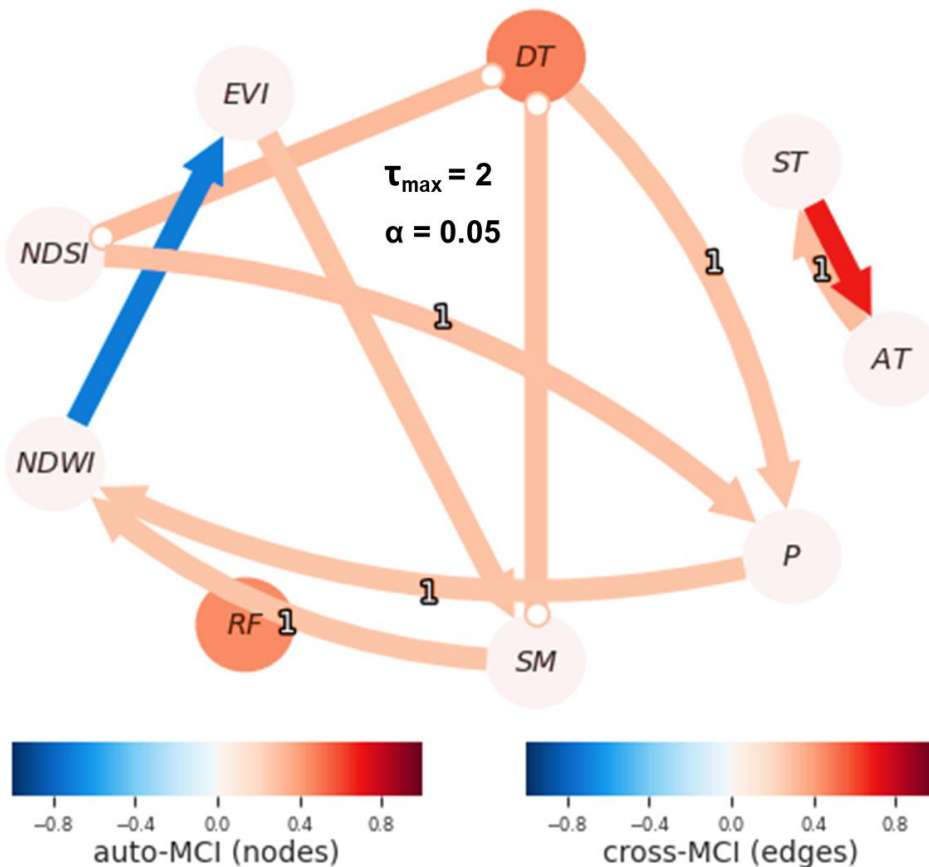 DT
EVI
τmax = 2
ST
α = 0.05
NDSI
1
1
1
AT
NDWI
P
1
RF
1
SM
−0.8 −0.4 0.0 0.4 0.8
auto-MCI (nodes)
−0.8 −0.4 0.0 0.4 0.8
cross-MCI (edges)